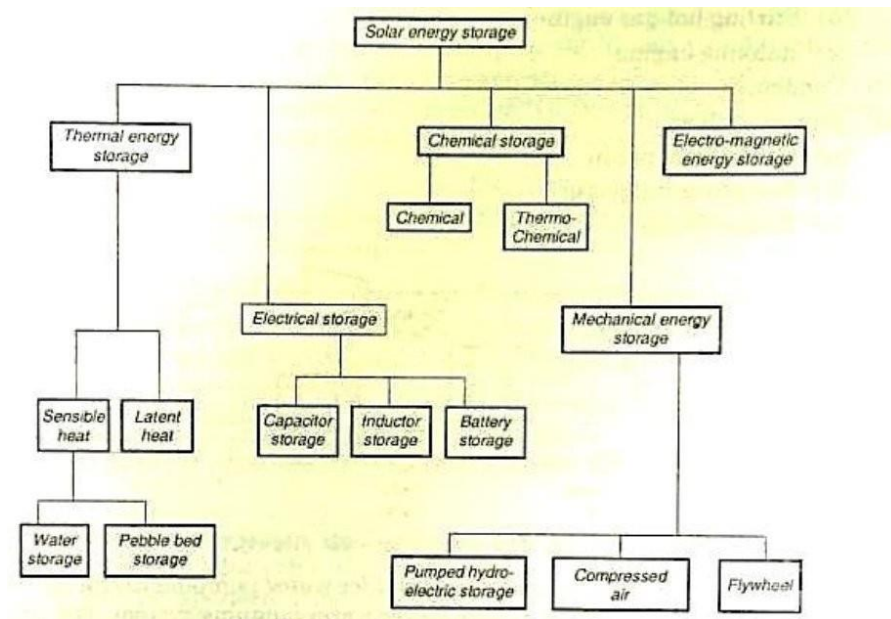 Solar energy storage
Thermal energy
storage
Chemical storage
Electro-magnetic
energy storage
Chemical
Thermo-
Chemical
Electrical storage
Mechanical energy
storage
Sensible
heat
Latent
heat
Capacitor
storage
Inductor
storage
Battery
storage
Water
storage
Pebble bed
storage
Pumped hydro-
electric storage
Compressed
air
Flywheel